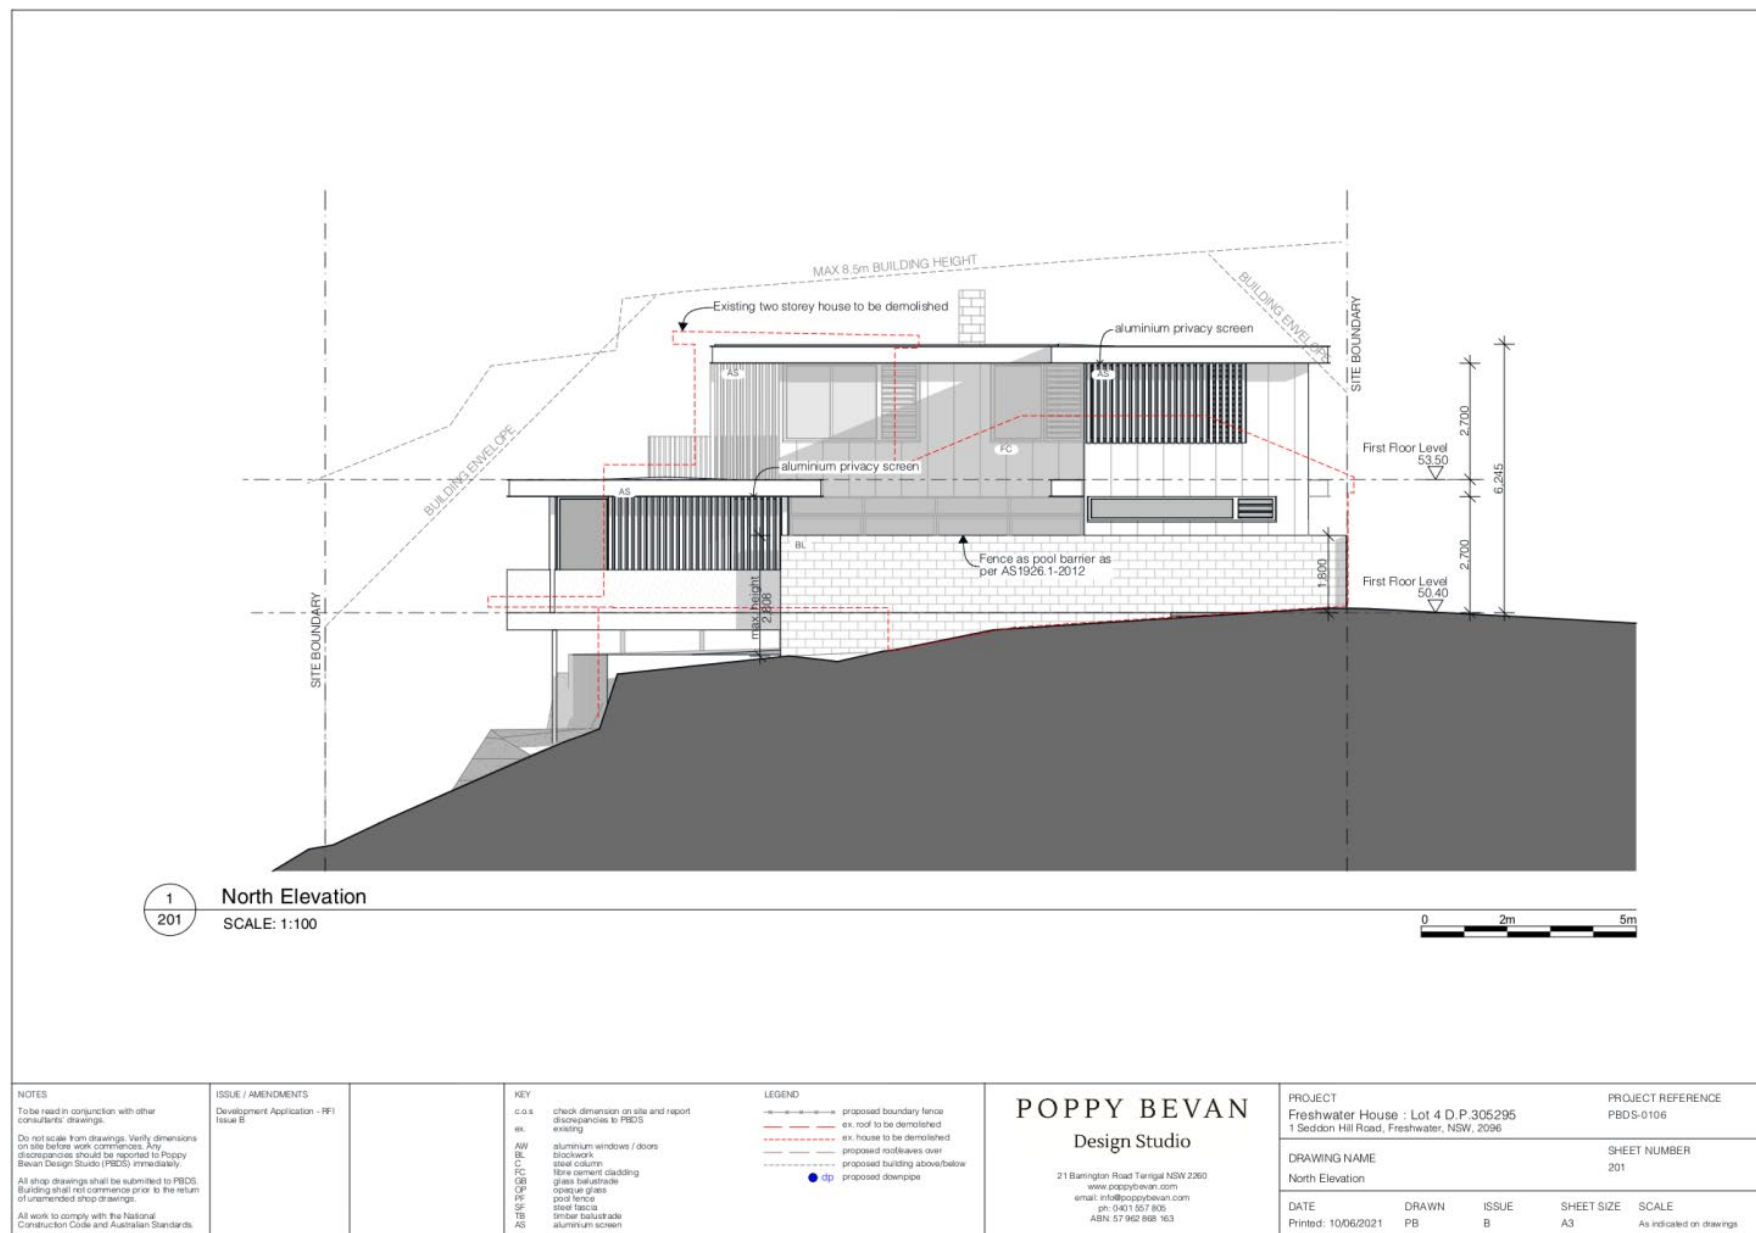 MAX 8.5m BUILDING HEIGHT
BUILDING ENVELOPE
Existing two storey house to be demolished
aluminium privacy screen
SITE BOUNDARY
AS
AS
2.700
6.245
First Floor Level
53.50
FC
BUILDING ENVELOPE
aluminium privacy screen
AS
BL
Fence as pool barrier as
per AS1926.1-2012
2.700
1.800
First Floor Level
50.40
max. height
2.808
SITE BOUNDARY
1
201
North Elevation
SCALE: 1:100
0 2m 5m
NOTES
To be read in conjunction with other
consultants' drawings.
Do not scale from drawings. Verify dimensions
on site before work commences. Any
discrepancies should be reported to Poppy
Bevan Design Stuido (PBDS) immediately.
All shop drawings shall be submitted to PBDS.
Building shall not commence prior to the return
of unamended shop drawings.
All work to comply with the National
Construction Code and Australian Standards.
ISSUE / AMENDMENTS
Development Application - RFI
Issue B
KEY
c.o.s check dimension on site and report
discrepancies to PBDS
ex. existing
AW aluminium windows / doors
BL blockwork
C steel column
FC fibre cement cladding
GB glass balustrade
OP opaque glass
PF pool fence
SF steel fascia
TB timber balustrade
AS aluminium screen
LEGEND
proposed boundary fence
ex. roof to be demolished
ex. house to be demolished
proposed roof/eaves over
proposed building above/below
dp proposed downpipe
POPPY BEVAN
Design Studio
21 Barrington Road Terrigal NSW 2260
www.poppybevan.com
email: info@poppybevan.com
ph: 0401 557 805
ABN: 57 962 868 163
PROJECT
Freshwater House : Lot 4 D.P.305295
1 Seddon Hill Road, Freshwater, NSW, 2096
PROJECT REFERENCE
PBDS-0106
DRAWING NAME
North Elevation
SHEET NUMBER
201
DATE DRAWN ISSUE SHEET SIZE SCALE
Printed: 10/06/2021 PB B A3 As indicated on drawings